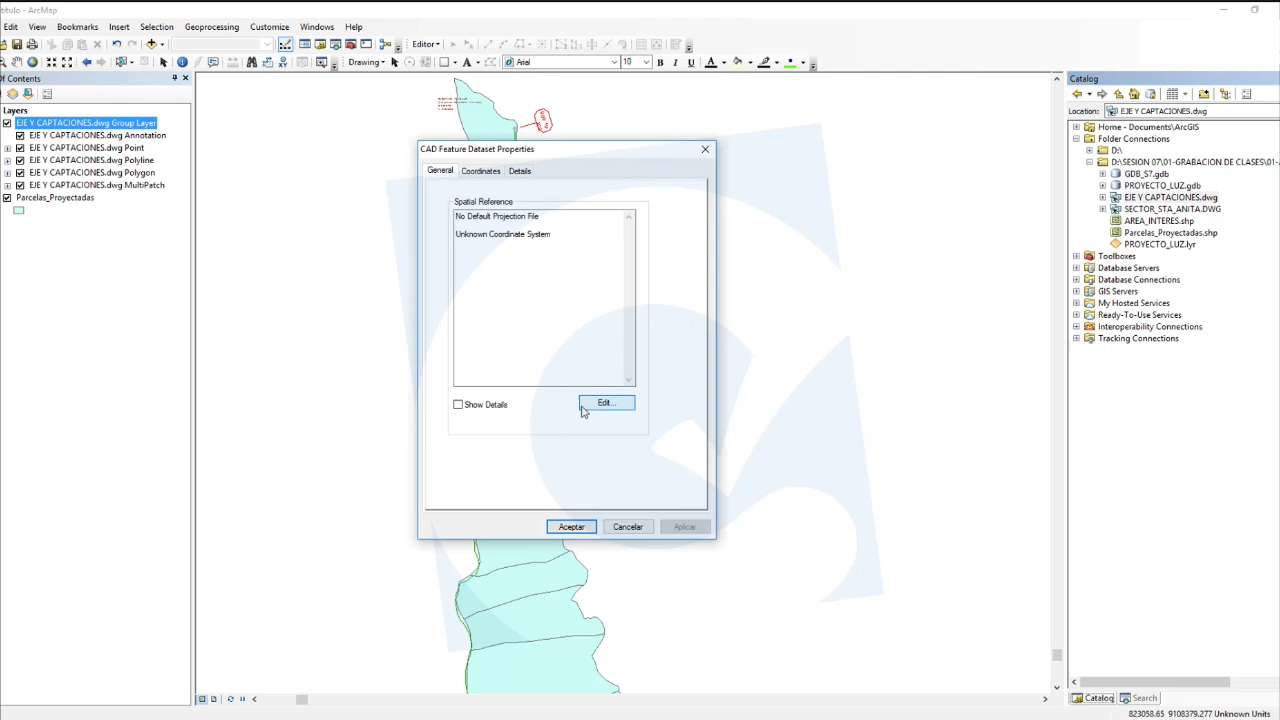 titulo - ArcMap
Edit View Bookmarks Insert Selection Geoprocessing Customize Windows Help
Editor
Drawing Arial 10 B I U A
Of Contents
Layers
EJE Y CAPTACIONES.dwg Group Layer
EJE Y CAPTACIONES.dwg Annotation
EJE Y CAPTACIONES.dwg Point
EJE Y CAPTACIONES.dwg Polyline
EJE Y CAPTACIONES.dwg Polygon
EJE Y CAPTACIONES.dwg MultiPatch
Parcelas_Proyectadas
CAD Feature Dataset Properties
General Coordinates Details
Spatial Reference
No Default Projection File
Unknown Coordinate System
Show Details
Edit...
Aceptar Cancelar Aplicar
Catalog
Location: EJE Y CAPTACIONES.dwg
Home - Documents\ArcGIS
Folder Connections
D:\
D:\SESION 07\01-GRABACION DE CLASES\01-
GDB_S7.gdb
PROYECTO_LUZ.gdb
EJE Y CAPTACIONES.dwg
SECTOR_STA_ANITA.DWG
AREA_INTERES.shp
Parcelas_Proyectadas.shp
PROYECTO_LUZ.lyr
Toolboxes
Database Servers
Database Connections
GIS Servers
My Hosted Services
Ready-To-Use Services
Interoperability Connections
Tracking Connections
Catalog Search
823058.65 9108379.277 Unknown Units